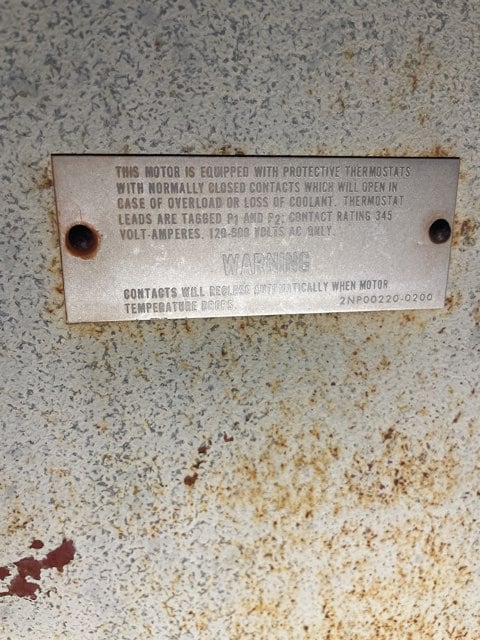 THIS MOTOR IS EQUIPPED WITH PROTECTIVE THERMOSTATS
WITH NORMALLY CLOSED CONTACTS WHICH WILL OPEN IN
CASE OF OVERLOAD OR LOSS OF COOLANT. THERMOSTAT
LEADS ARE TAGGED P1 AND P2; CONTACT RATING 345
VOLT-AMPERES. 120-600 VOLTS AC ONLY.
WARNING
CONTACTS WILL RECLOSE AUTOMATICALLY WHEN MOTOR
TEMPERATURE DROPS.
2NP00220-0200